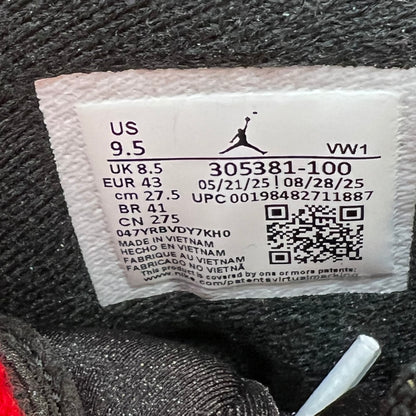 US
9.5
VW1
UK 8.5
305381-100
EUR 43
05/21/25 | 08/28/25
cm 27.5
UPC 00198482711887
BR 41
CN 275
047YRBVDY7KH0
MADE IN VIETNAM
HECHO EN VIETNAM
FABRIQUE AU VIETNAM
FABRICADO NO VIETNÃ
This product is covered by one or more patents:
www.nike.com/patentsvirtualmarking